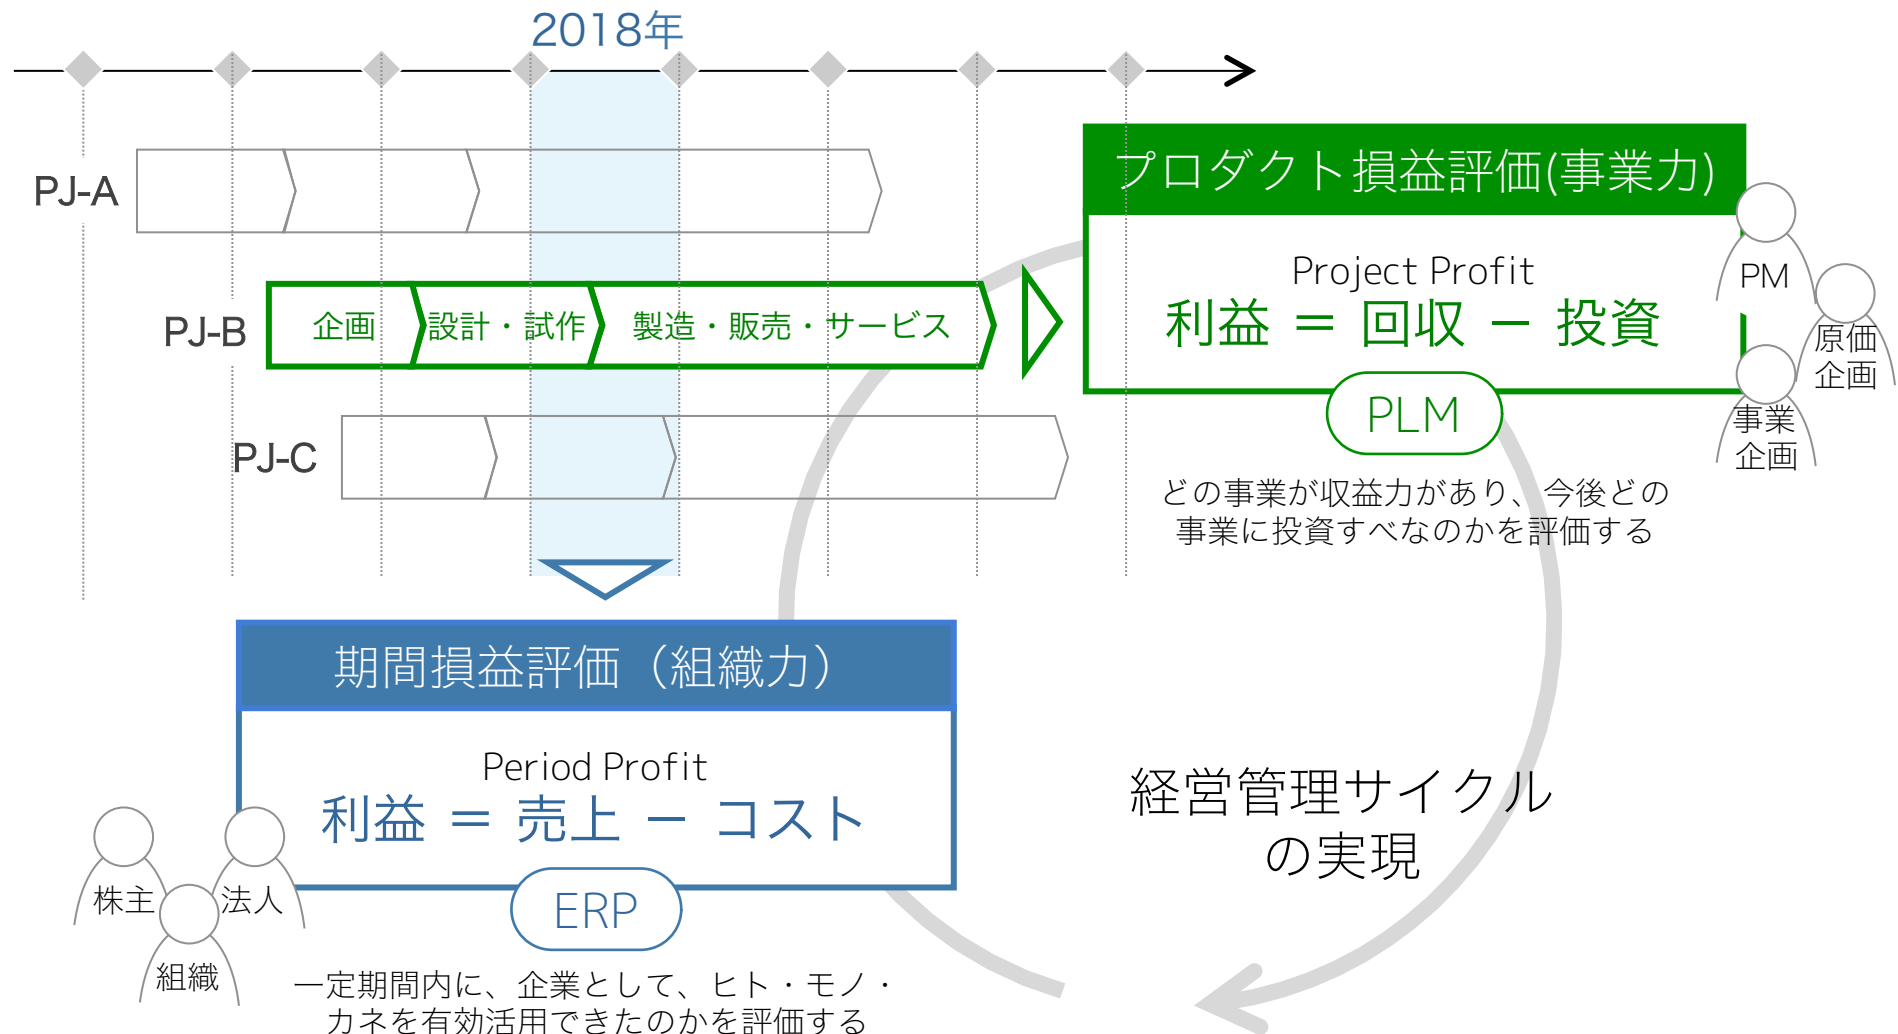 2018年
PJ-A
プロダクト損益評価(事業力)
Project Profit
利益 ＝ 回収 － 投資
PLM
PM
原価
企画
事業
企画
PJ-B
企画
設計・試作
製造・販売・サービス
PJ-C
どの事業が収益力があり、今後どの
事業に投資すべなのかを評価する
期間損益評価（組織力）
Period Profit
利益 ＝ 売上 － コスト
ERP
株主
法人
組織
一定期間内に、企業として、ヒト・モノ・
カネを有効活用できたのかを評価する
経営管理サイクル
の実現